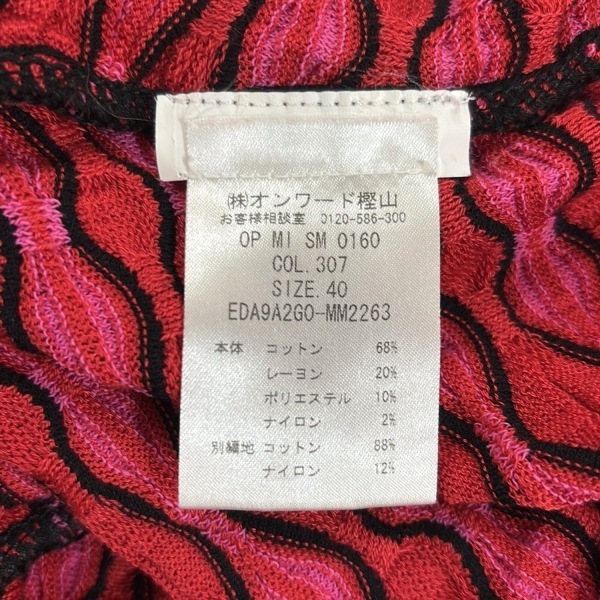 ㈱オンワード樫山
お客様相談室 0120-586-300
OP MI SM 0160
COL. 307
SIZE. 40
EDA9A2GO-MM2263
本体 コットン 68%
レーヨン 20%
ポリエステル 10%
ナイロン 2%
別編地 コットン 88%
ナイロン 12%